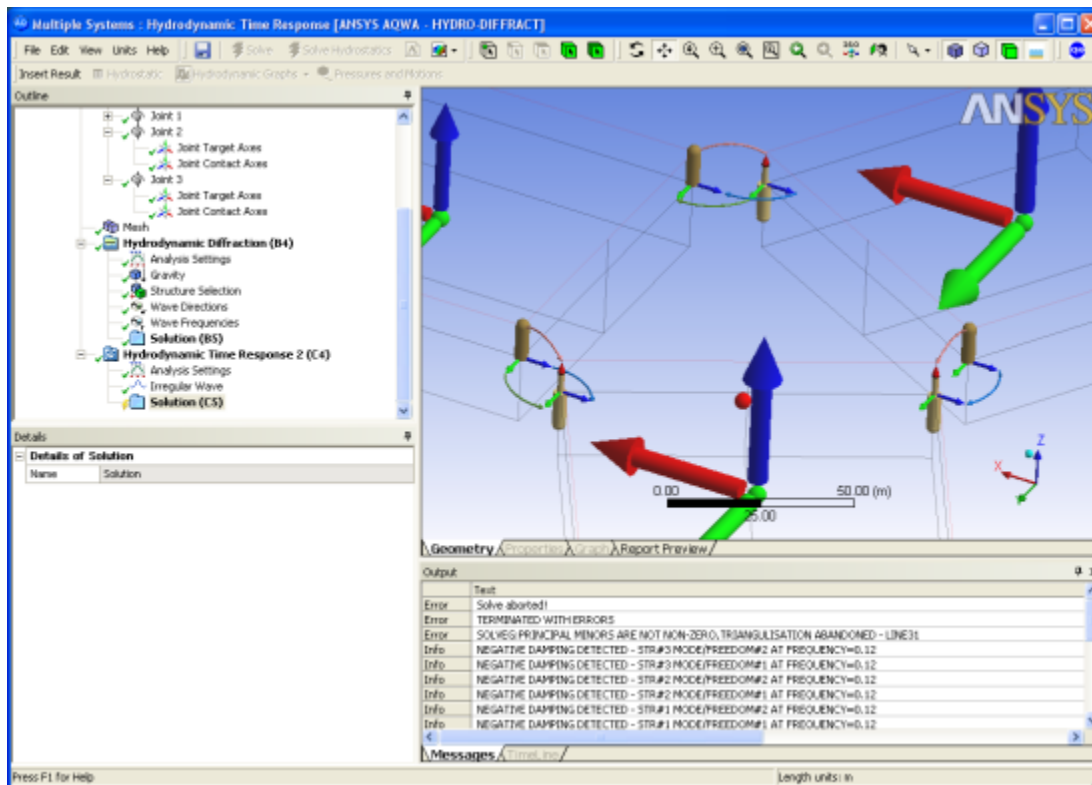 Multiple Systems : Hydrodynamic Time Response [ANSYS AQWA - HYDRO-DIFFRACT]
File Edit View Units Help Solve Solve Hydrostatics
Insert Result Hydrostatic Hydrodynamic Graphs Pressures and Motions
Outline
Joint 1
Joint 2
Joint Target Axes
Joint Contact Axes
Joint 3
Joint Target Axes
Joint Contact Axes
Mesh
Hydrodynamic Diffraction (B4)
Analysis Settings
Gravity
Structure Selection
Wave Directions
Wave Frequencies
Solution (B5)
Hydrodynamic Time Response 2 (C4)
Analysis Settings
Irregular Wave
Solution (C5)
Details
Details of Solution
Name Solution
ANSYS
0.00 50.00 (m)
25.00
Z
X
Geometry Properties Graph Report Preview
Output
Text
Error Solve aborted!
Error TERMINATED WITH ERRORS
Error SOLVEG:PRINCIPAL MINORS ARE NOT NON-ZERO, TRIANGULISATION ABANDONED - LINE31
Info NEGATIVE DAMPING DETECTED - STR#3 MODE/FREEDOM#2 AT FREQUENCY=0.12
Info NEGATIVE DAMPING DETECTED - STR#3 MODE/FREEDOM#1 AT FREQUENCY=0.12
Info NEGATIVE DAMPING DETECTED - STR#2 MODE/FREEDOM#2 AT FREQUENCY=0.12
Info NEGATIVE DAMPING DETECTED - STR#2 MODE/FREEDOM#1 AT FREQUENCY=0.12
Info NEGATIVE DAMPING DETECTED - STR#1 MODE/FREEDOM#2 AT FREQUENCY=0.12
Info NEGATIVE DAMPING DETECTED - STR#1 MODE/FREEDOM#1 AT FREQUENCY=0.12
Messages TimeLine
Press F1 for Help Length units: m